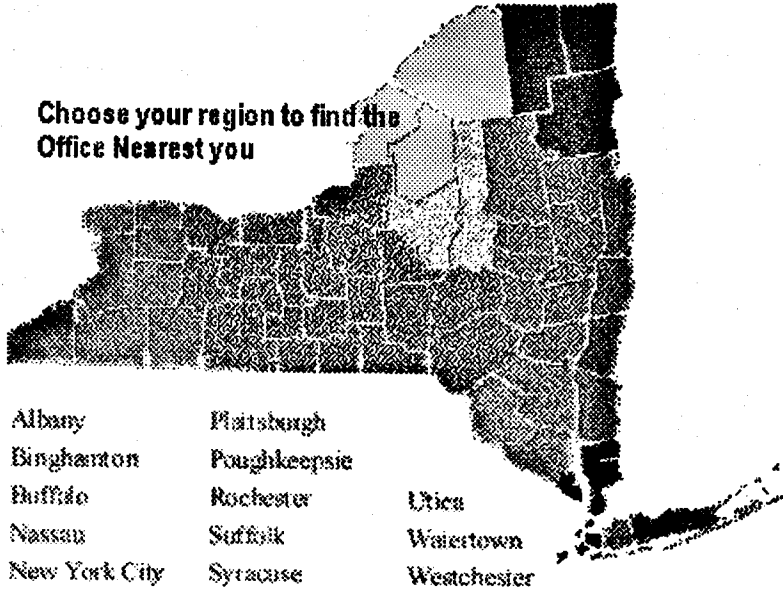 Choose your region to find the
Office Nearest you
Albany
Binghamton
Buffalo
Nassau
New York City
Plattsburgh
Poughkeepsie
Rochester
Suffolk
Syracuse
Utica
Watertown
Westchester